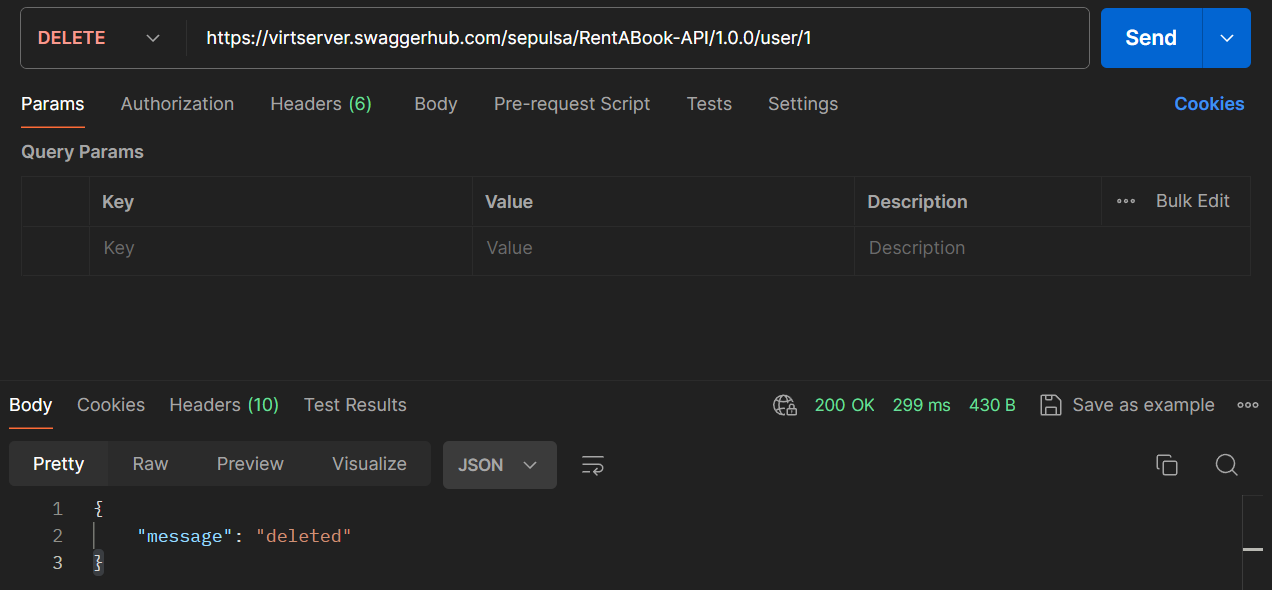 DELETE https://virtserver.swaggerhub.com/sepulsa/RentABook-API/1.0.0/user/1 Send
Params Authorization Headers (6) Body Pre-request Script Tests Settings Cookies
Query Params
Key Value Description Bulk Edit
Key Value Description
Body Cookies Headers (10) Test Results 200 OK 299 ms 430 B Save as example
Pretty Raw Preview Visualize JSON
1 {
2 "message": "deleted"
3 }